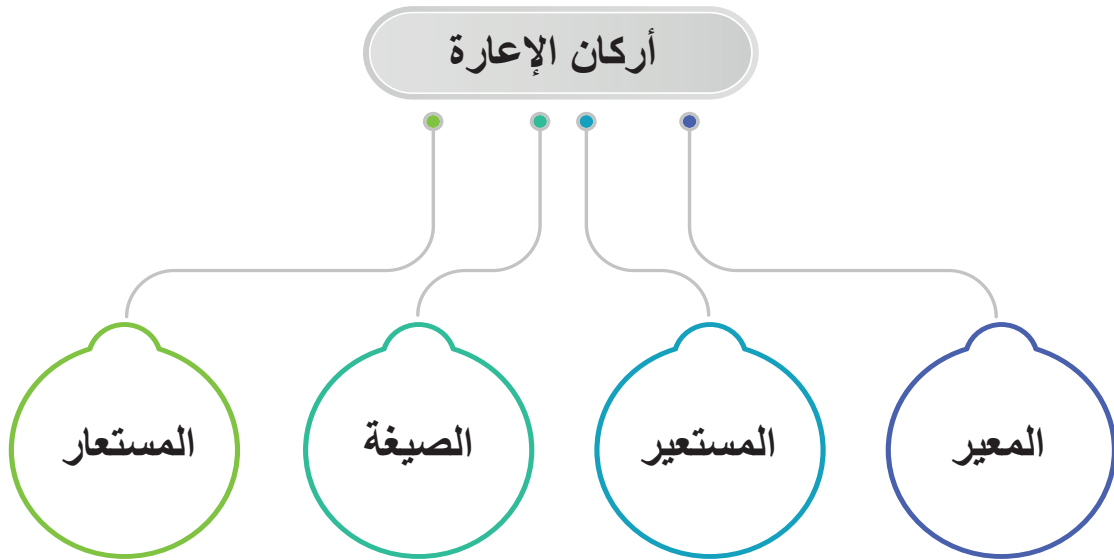 أركان الإعارة
المعير
المستعير
الصيغة
المستعار